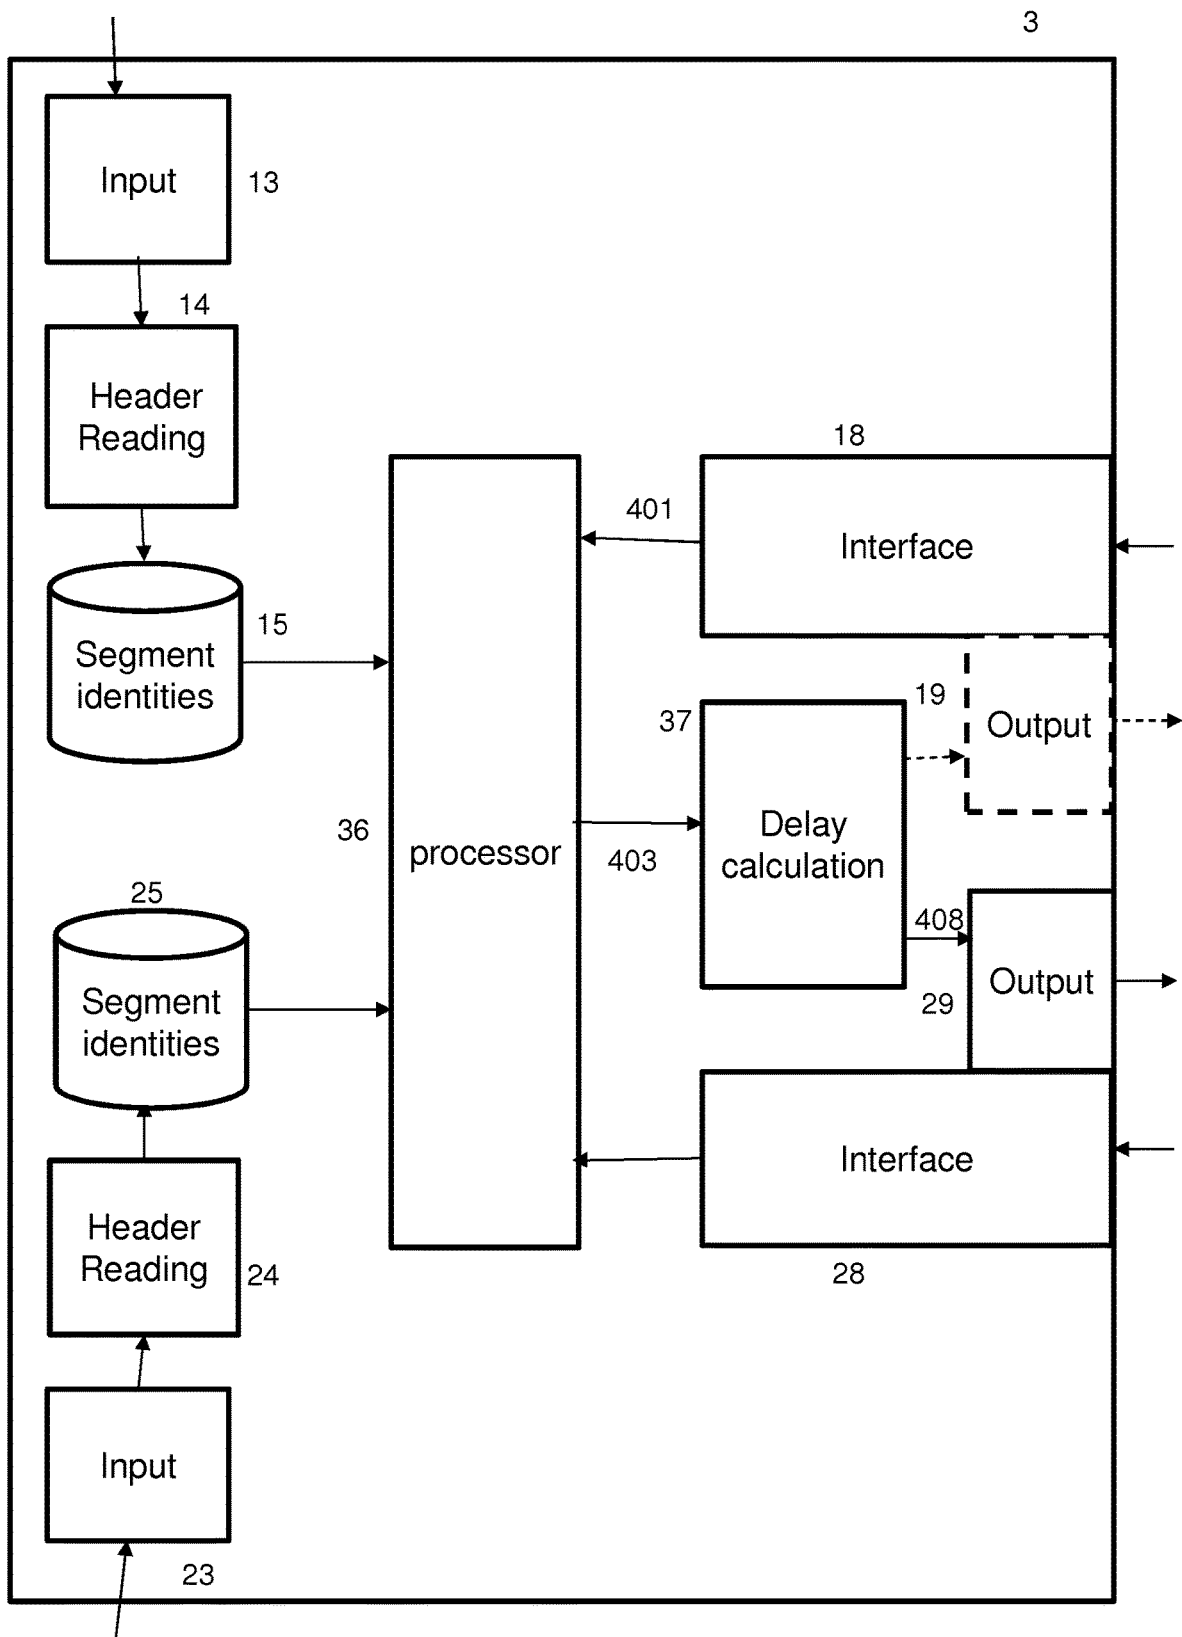 3
Input
13
14
Header
Reading
18
401
Interface
15
Segment
identities
19
37
Output
36
processor
403
Delay
calculation
25
408
Output
29
Segment
identities
Interface
Header
Reading
24
28
Input
23